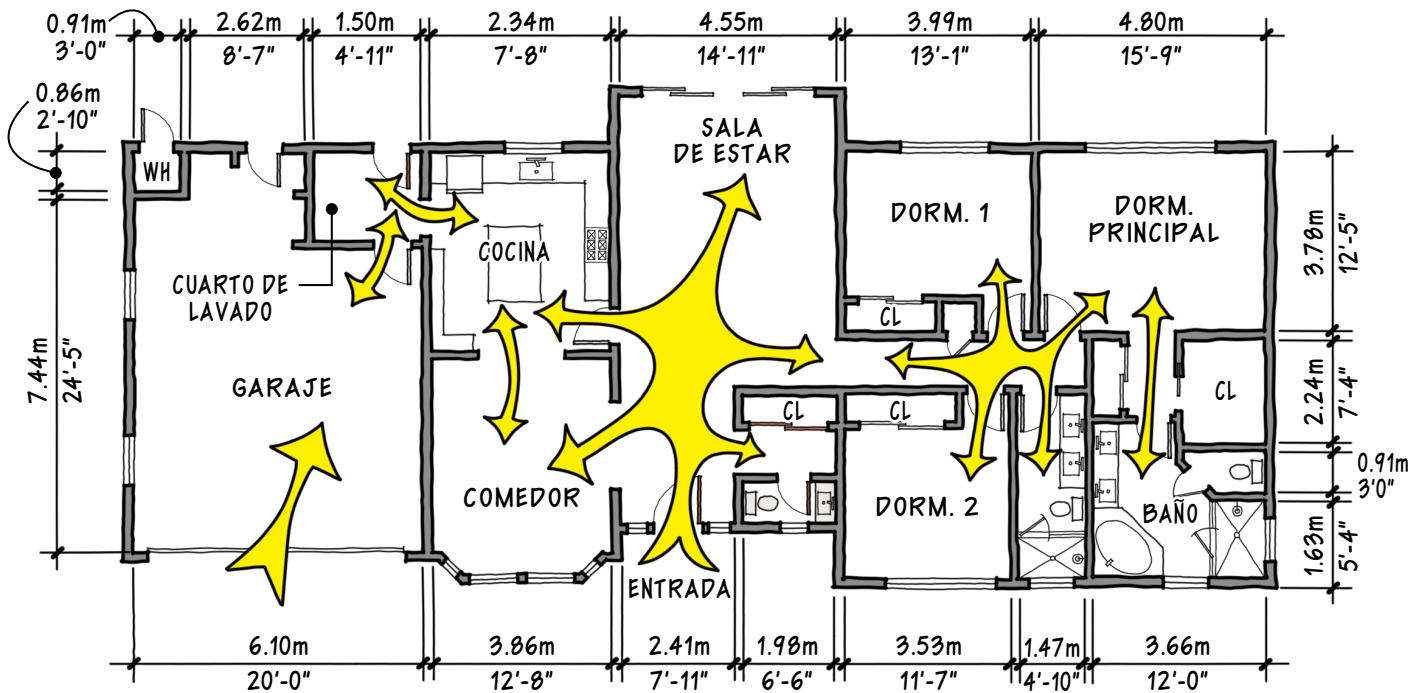 0.91m
3'-0"
2.62m
8'-7"
1.50m
4'-11"
2.34m
7'-8"
4.55m
14'-11"
3.99m
13'-1"
4.80m
15'-9"
0.86m
2'-10"
WH
SALA
DE ESTAR
DORM. 1
DORM.
PRINCIPAL
COCINA
CUARTO DE
LAVADO
CL
GARAJE
CL
CL
CL
COMEDOR
DORM. 2
BAÑO
ENTRADA
7.44m
24'-5"
3.78m
12'-5"
2.24m
7'-4"
0.91m
3'0"
1.63m
5'-4"
6.10m
20'-0"
3.86m
12'-8"
2.41m
7'-11"
1.98m
6'-6"
3.53m
11'-7"
1.47m
4'-10"
3.66m
12'-0"